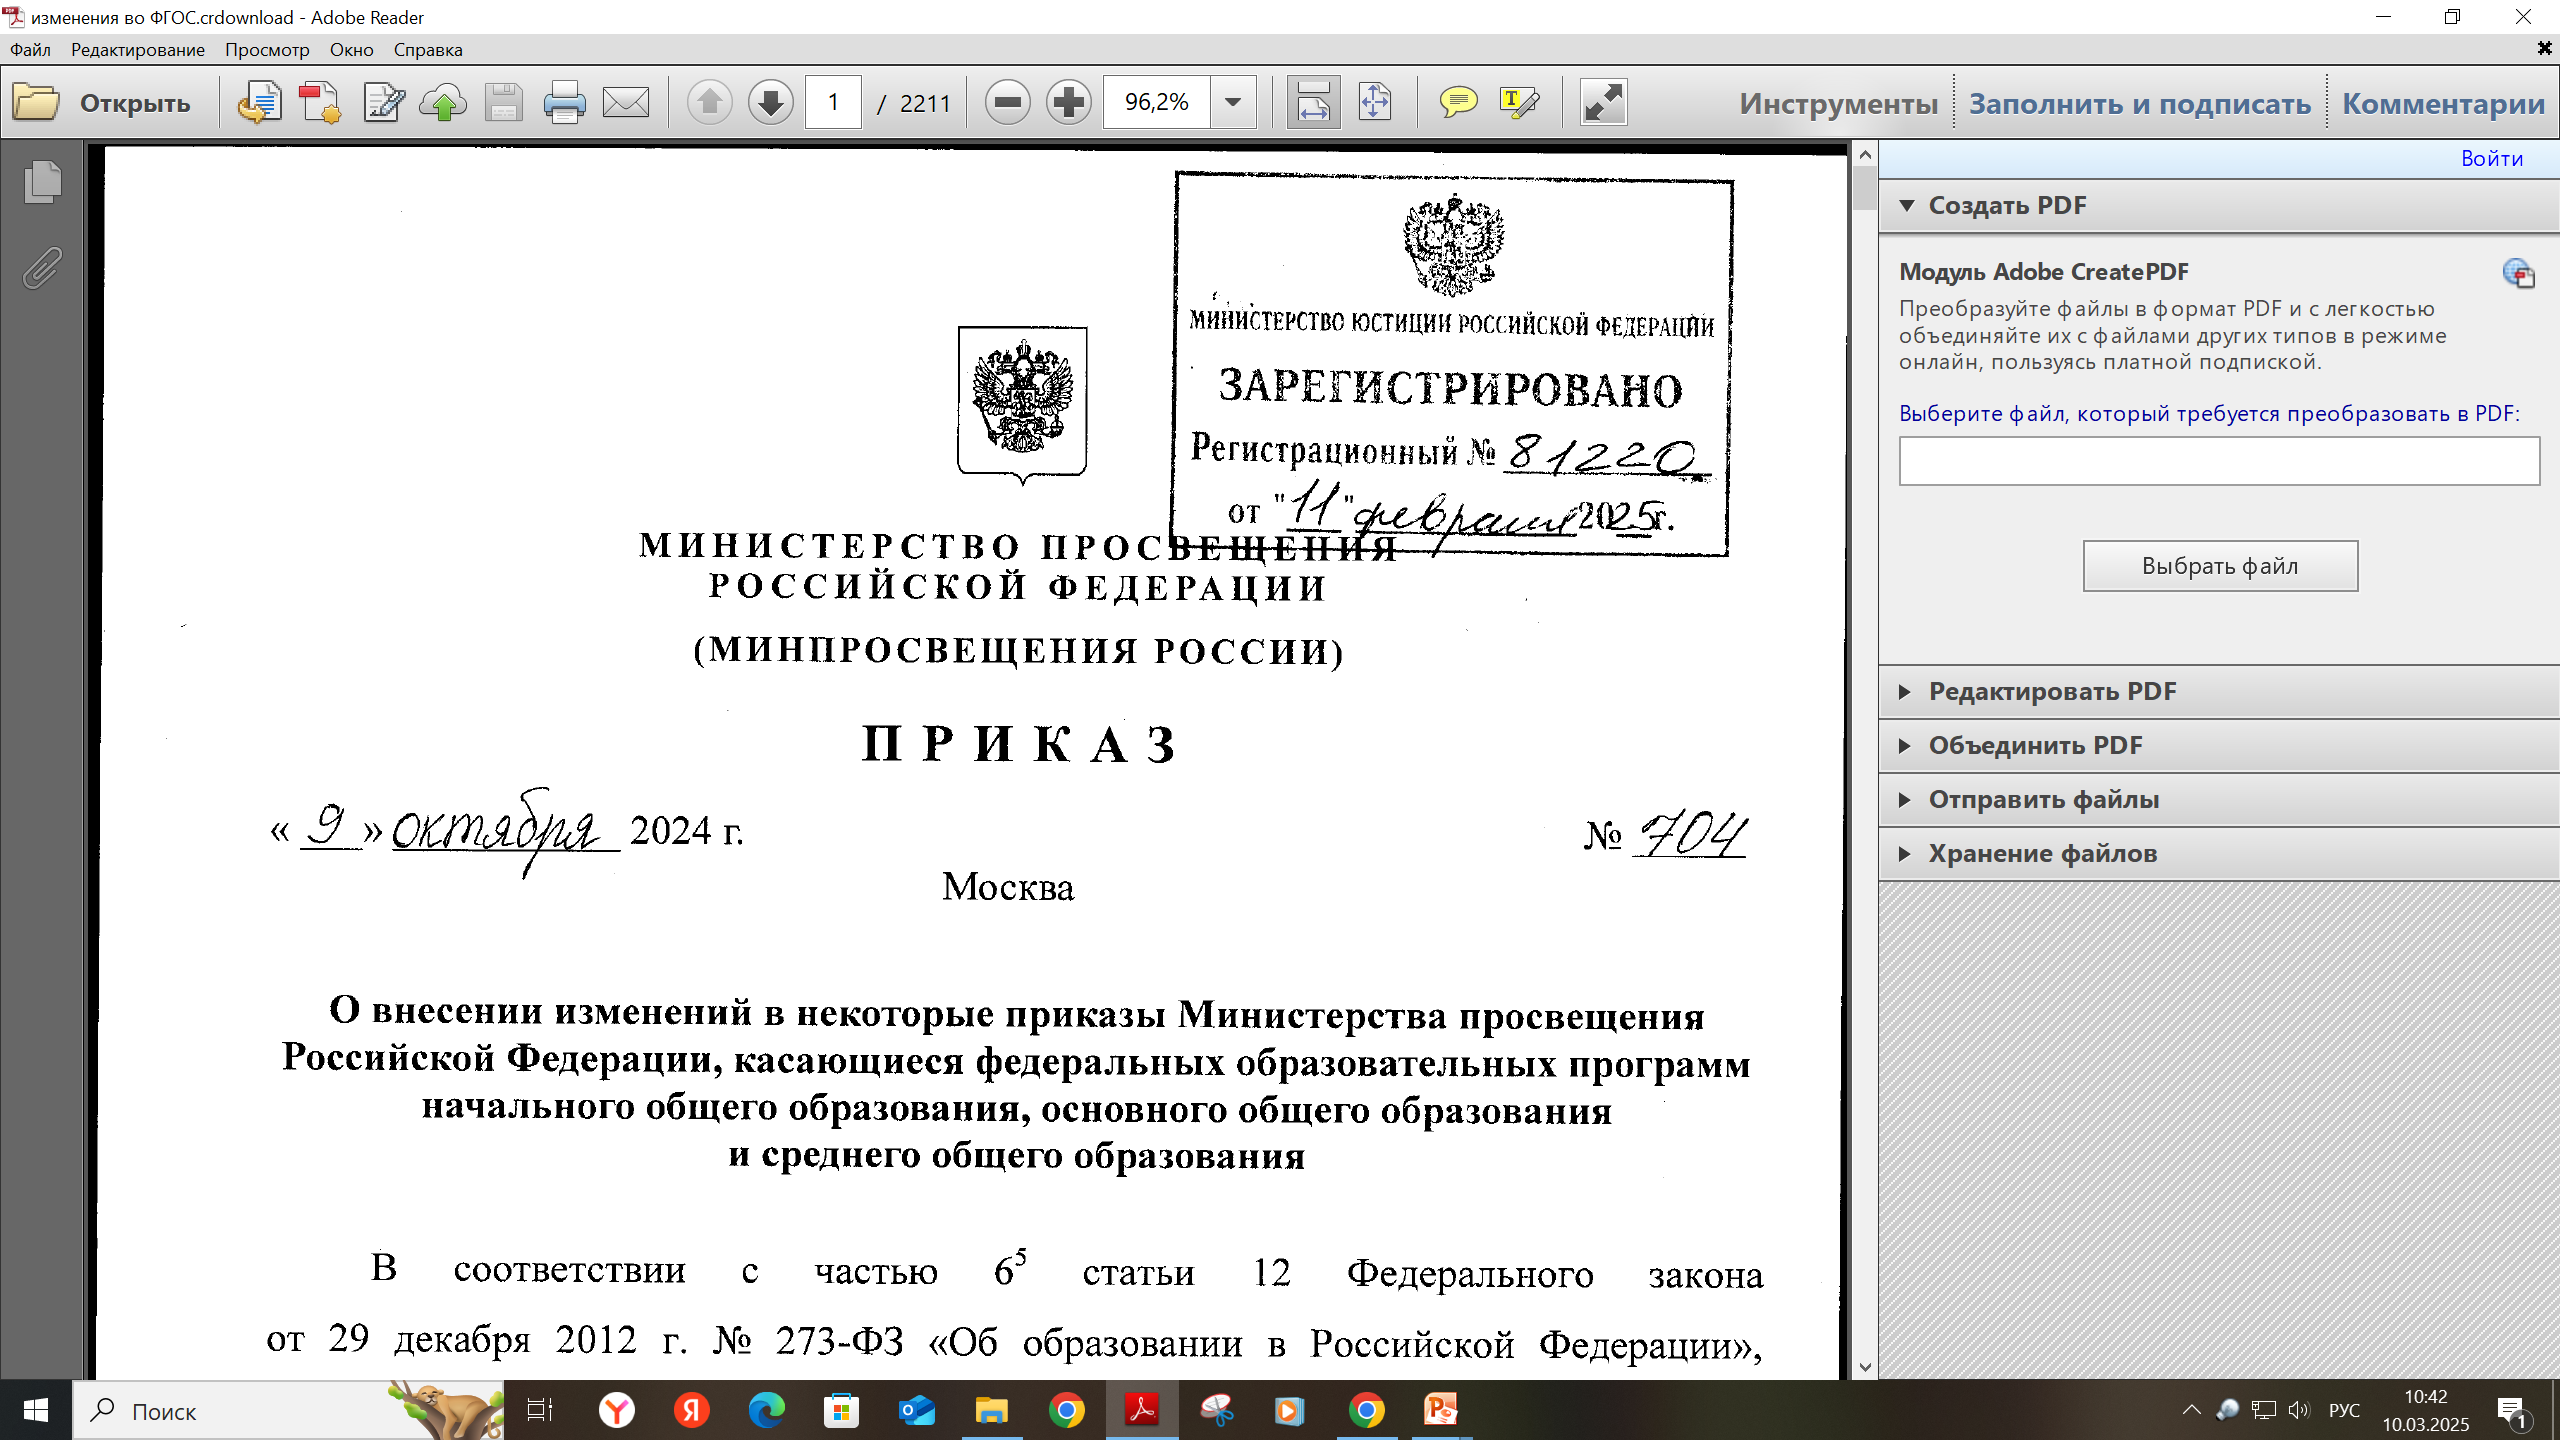 изменения во ФГОС.crdownload - Adobe Reader
Файл Редактирование Просмотр Окно Справка
Открыть 1 / 2211 96,2% Инструменты Заполнить и подписать Комментарии
Войти
Создать PDF
Модуль Adobe CreatePDF
Преобразуйте файлы в формат PDF и с легкостью
объединяйте их с файлами других типов в режиме
онлайн, пользуясь платной подпиской.
Выберите файл, который требуется преобразовать в PDF:
Выбрать файл
Редактировать PDF
Объединить PDF
Отправить файлы
Хранение файлов
МИНИСТЕРСТВО ЮСТИЦИИ РОССИЙСКОЙ ФЕДЕРАЦИИ
ЗАРЕГИСТРИРОВАНО
Регистрационный № 81220
от "11" февраля 2025г.
МИНИСТЕРСТВО ПРОСВЕЩЕНИЯ
РОССИЙСКОЙ ФЕДЕРАЦИИ
(МИНПРОСВЕЩЕНИЯ РОССИИ)
ПРИКАЗ
« 9 » октября 2024 г. № 704
Москва
О внесении изменений в некоторые приказы Министерства просвещения
Российской Федерации, касающиеся федеральных образовательных программ
начального общего образования, основного общего образования
и среднего общего образования
В соответствии с частью 6⁵ статьи 12 Федерального закона
от 29 декабря 2012 г. № 273-ФЗ «Об образовании в Российской Федерации»,
Поиск
РУС
10:42
10.03.2025
1